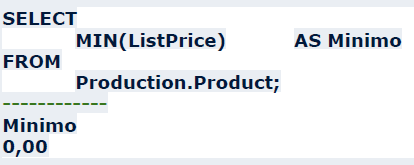 SELECT
MIN(ListPrice) AS Minimo
FROM
Production.Product;
-------------
Minimo
0,00